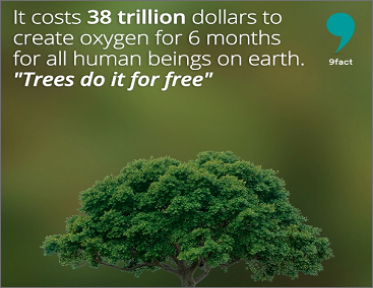 It costs 38 trillion dollars to
create oxygen for 6 months
for all human beings on earth.
"Trees do it for free"
9fact